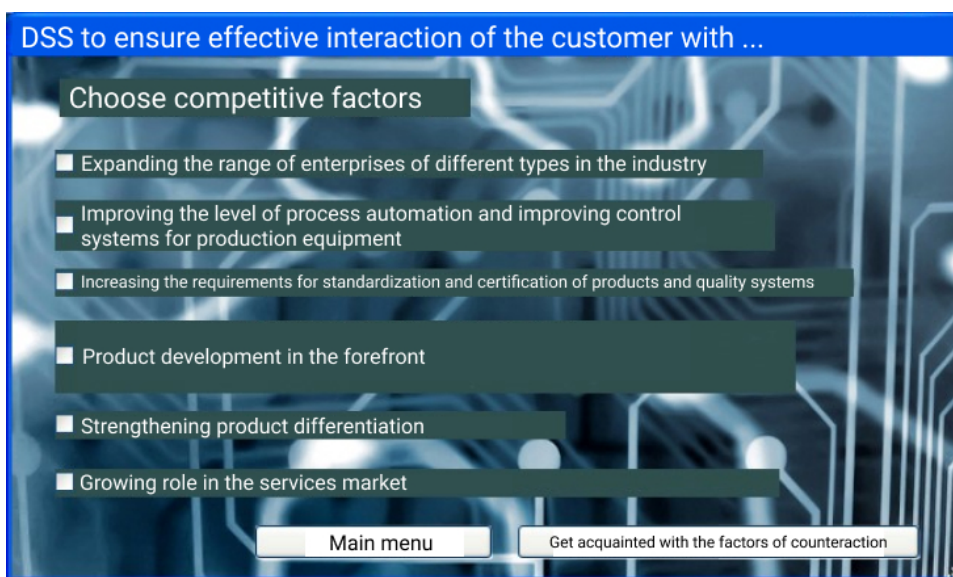 DSS to ensure effective interaction of the customer with ...
Choose competitive factors
Expanding the range of enterprises of different types in the industry
Improving the level of process automation and improving control
systems for production equipment
Increasing the requirements for standardization and certification of products and quality systems
Product development in the forefront
Strengthening product differentiation
Growing role in the services market
Main menu
Get acquainted with the factors of counteraction